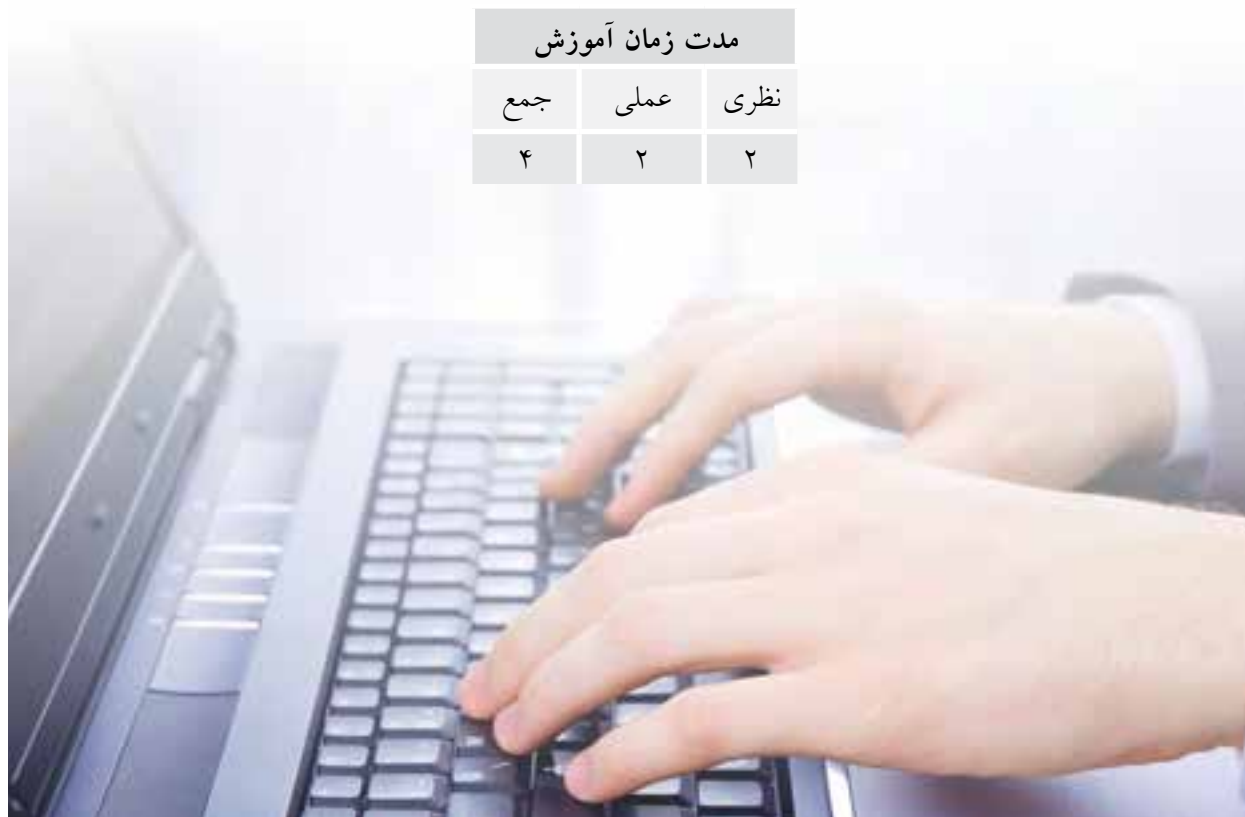 مدت زمان آموزش
نظری عملی جمع
۲ ۲ ۴